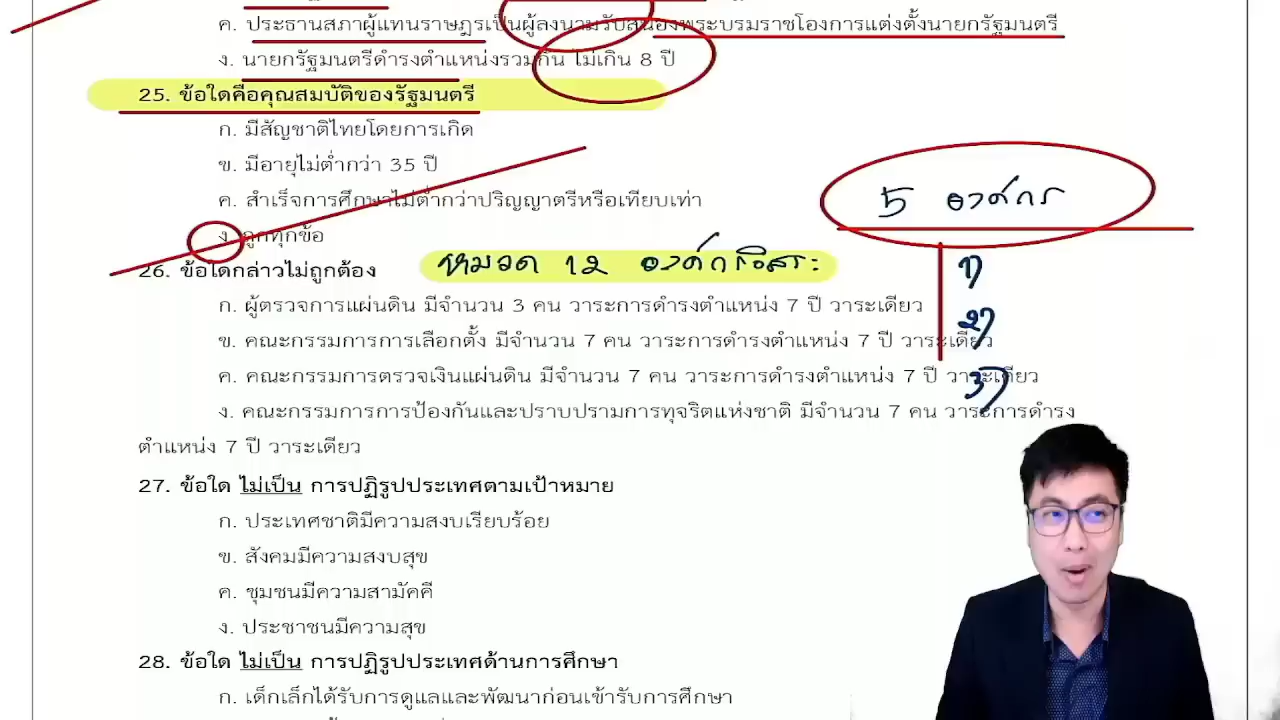 ค. ประธานสภาผู้แทนราษฎรเป็นผู้ลงนามรับสนองพระบรมราชโองการแต่งตั้งนายกรัฐมนตรี
ง. นายกรัฐมนตรีดำรงตำแหน่งรวมกัน ไม่เกิน 8 ปี
25. ข้อใดคือคุณสมบัติของรัฐมนตรี
ก. มีสัญชาติไทยโดยการเกิด
ข. มีอายุไม่ต่ำกว่า 35 ปี
ค. สำเร็จการศึกษาไม่ต่ำกว่าปริญญาตรีหรือเทียบเท่า
5 องค์กร
ง. ถูกทุกข้อ
26. ข้อใดกล่าวไม่ถูกต้อง
หมวด 12 องค์กรอิสระ
1)
ก. ผู้ตรวจการแผ่นดิน มีจำนวน 3 คน วาระการดำรงตำแหน่ง 7 ปี วาระเดียว
2)
ข. คณะกรรมการการเลือกตั้ง มีจำนวน 7 คน วาระการดำรงตำแหน่ง 7 ปี วาระเดียว
3)
ค. คณะกรรมการตรวจเงินแผ่นดิน มีจำนวน 7 คน วาระการดำรงตำแหน่ง 7 ปี วาระเดียว
ง. คณะกรรมการการป้องกันและปราบปรามการทุจริตแห่งชาติ มีจำนวน 7 คน วาระการดำรง
ตำแหน่ง 7 ปี วาระเดียว
27. ข้อใด ไม่เป็น การปฏิรูปประเทศตามเป้าหมาย
ก. ประเทศชาติมีความสงบเรียบร้อย
ข. สังคมมีความสงบสุข
ค. ชุมชนมีความสามัคคี
ง. ประชาชนมีความสุข
28. ข้อใด ไม่เป็น การปฏิรูปประเทศด้านการศึกษา
ก. เด็กเล็กได้รับการดูแลและพัฒนาก่อนเข้ารับการศึกษา